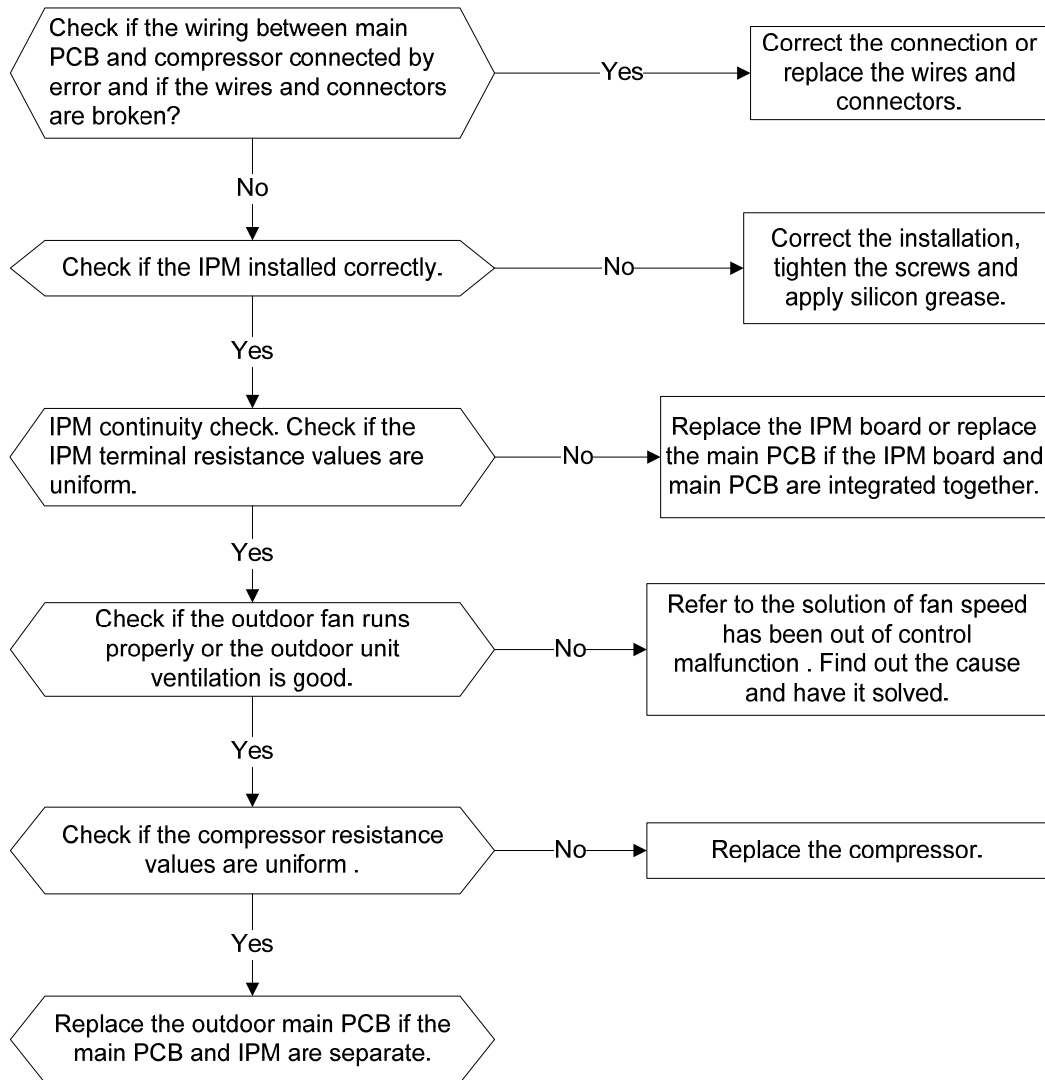 Check if the wiring between main
PCB and compressor connected by
error and if the wires and connectors
are broken?
Yes
Correct the connection or
replace the wires and
connectors.
No
Check if the IPM installed correctly.
No
Correct the installation,
tighten the screws and
apply silicon grease.
Yes
IPM continuity check. Check if the
IPM terminal resistance values are
uniform.
No
Replace the IPM board or replace
the main PCB if the IPM board and
main PCB are integrated together.
Yes
Check if the outdoor fan runs
properly or the outdoor unit
ventilation is good.
No
Refer to the solution of fan speed
has been out of control
malfunction . Find out the cause
and have it solved.
Yes
Check if the compressor resistance
values are uniform .
No
Replace the compressor.
Yes
Replace the outdoor main PCB if the
main PCB and IPM are separate.